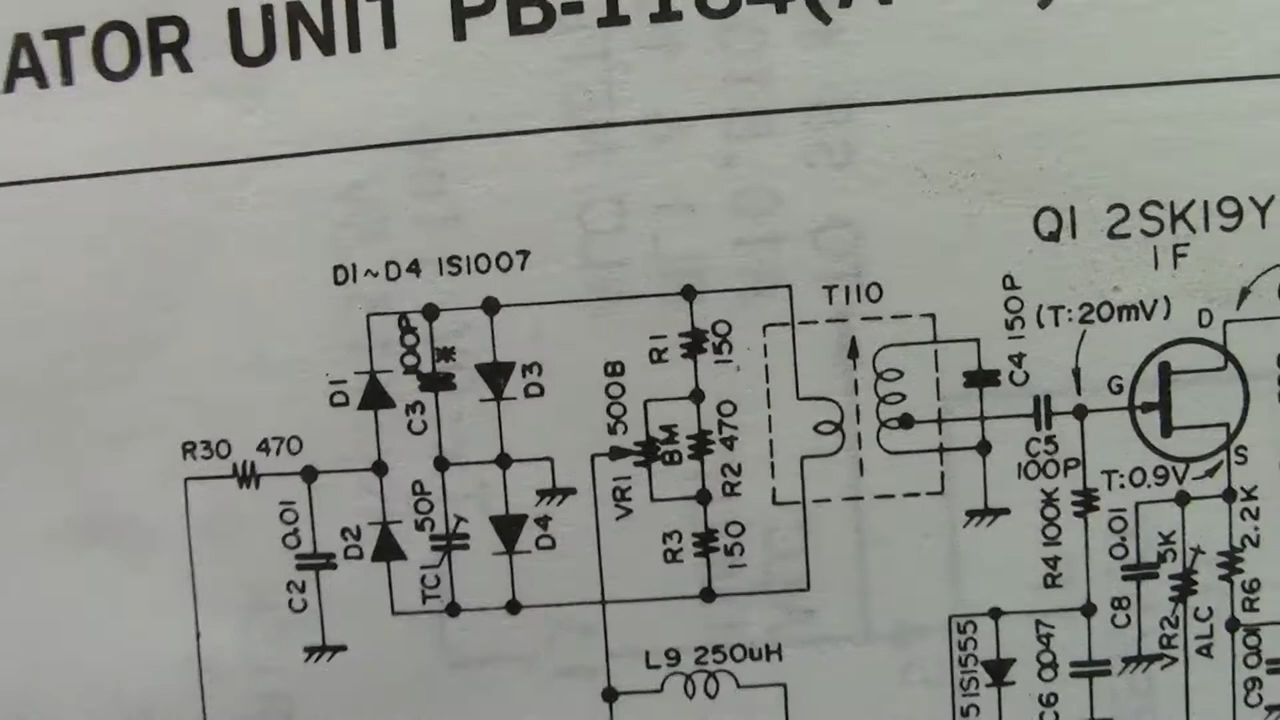 ATOR UNIT PB-1184(A
D1~D4 1S1007
Q1 2SK19Y
1F
T110
C4 150P
(T:20mV)
D
100P
*
R1
150
D1
C3
D3
500B
G
R30 470
BM
R2 470
C5
100P
T:0.9V
S
VR1
C2 0.01
D2
TC1 50P
Y
D4
R3
150
R4 100K
C8 0.01
VR2 5K
ALC
R6 2.2K
L9 250uH
5 1S1555
C6 0.047
C9 0.01